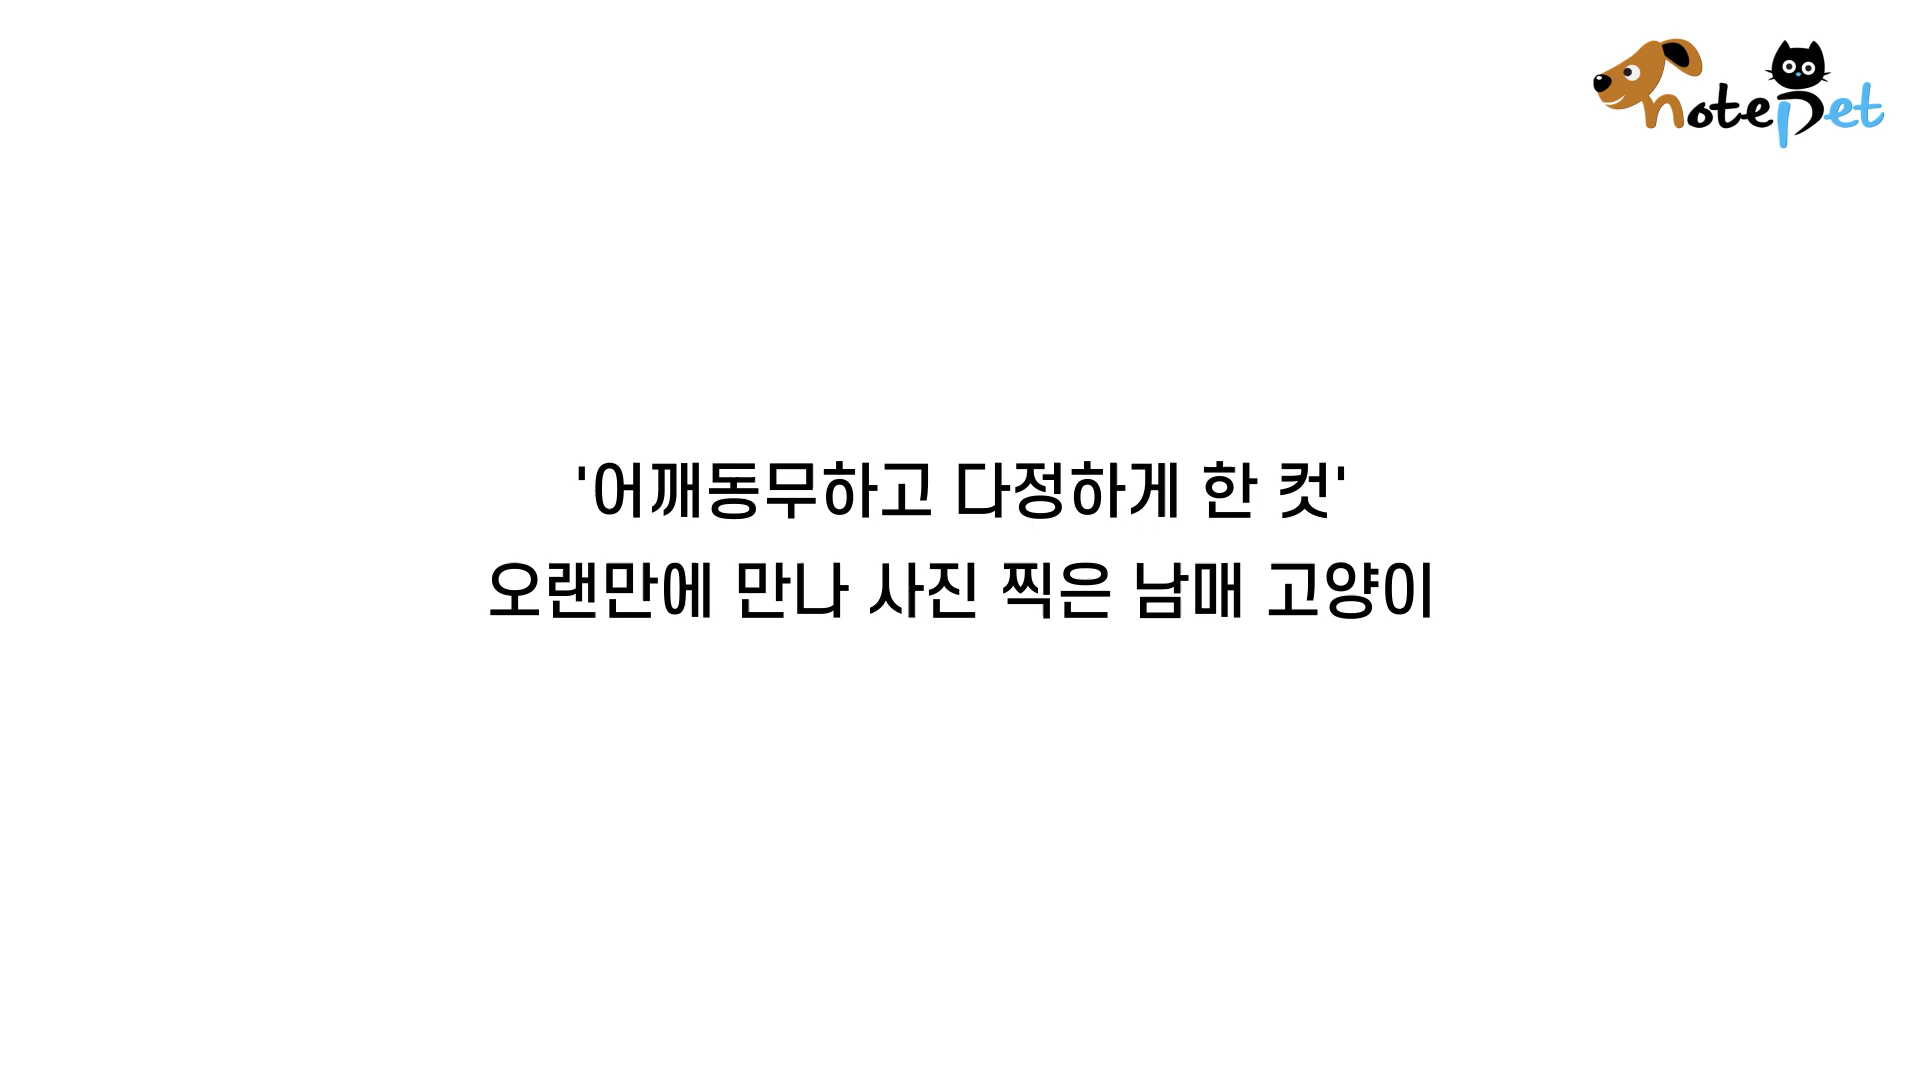 notepet
'어깨동무하고 다정하게 한 컷'
오랜만에 만나 사진 찍은 남매 고양이